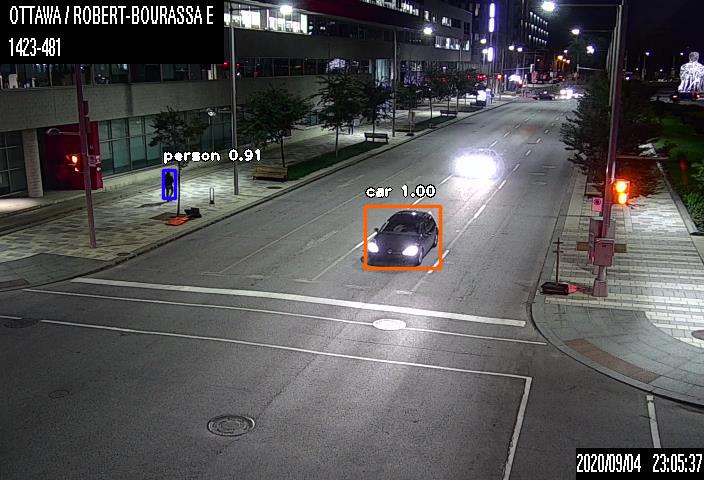 OTTAWA / ROBERT-BOURASSA E
1423-481
person 0.91
car 1.00
2020/09/04 23:05:37